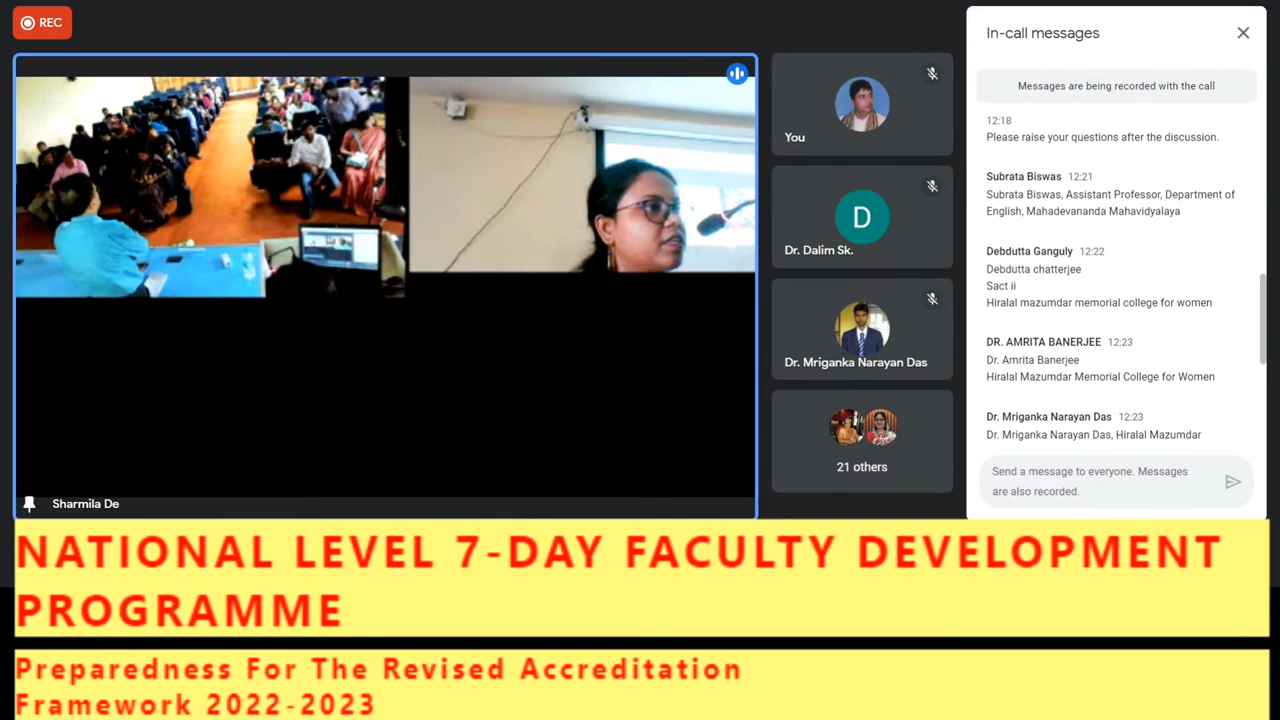 REC
In-call messages
Messages are being recorded with the call
12:18
Please raise your questions after the discussion.
Subrata Biswas 12:21
Subrata Biswas, Assistant Professor, Department of
English, Mahadevananda Mahavidyalaya
Debdutta Ganguly 12:22
Debdutta chatterjee
Sact ii
Hiralal mazumdar memorial college for women
DR. AMRITA BANERJEE 12:23
Dr. Amrita Banerjee
Hiralal Mazumdar Memorial College for Women
Dr. Mriganka Narayan Das 12:23
Dr. Mriganka Narayan Das, Hiralal Mazumdar
Send a message to everyone. Messages
are also recorded.
You
D
Dr. Dalim Sk.
Dr. Mriganka Narayan Das
21 others
Sharmila De
NATIONAL LEVEL 7-DAY FACULTY DEVELOPMENT
PROGRAMME
Preparedness For The Revised Accreditation
Framework 2022-2023